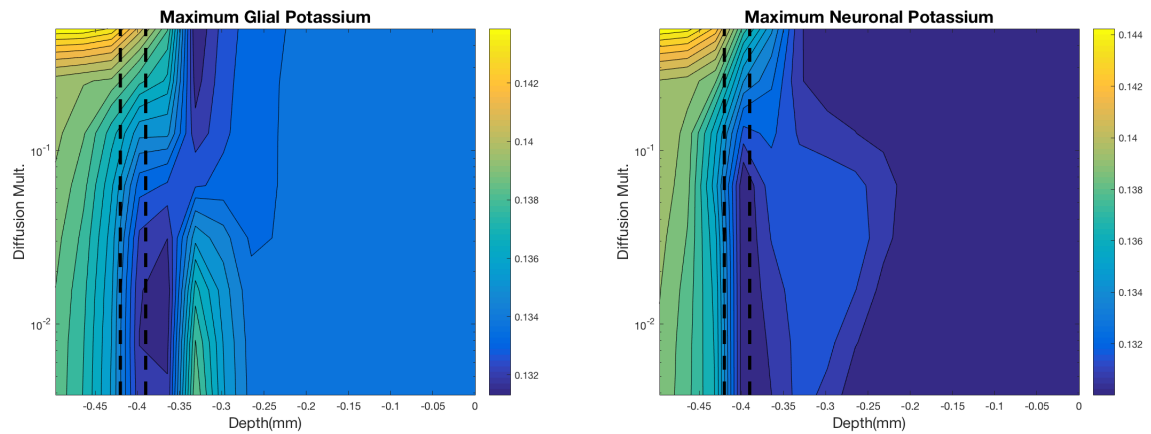 Maximum Glial Potassium
Diffusion Mult.
10⁻¹
10⁻²
-0.45 -0.4 -0.35 -0.3 -0.25 -0.2 -0.15 -0.1 -0.05 0
Depth(mm)
0.142
0.14
0.138
0.136
0.134
0.132
Maximum Neuronal Potassium
Diffusion Mult.
10⁻¹
10⁻²
-0.45 -0.4 -0.35 -0.3 -0.25 -0.2 -0.15 -0.1 -0.05 0
Depth(mm)
0.144
0.142
0.14
0.138
0.136
0.134
0.132